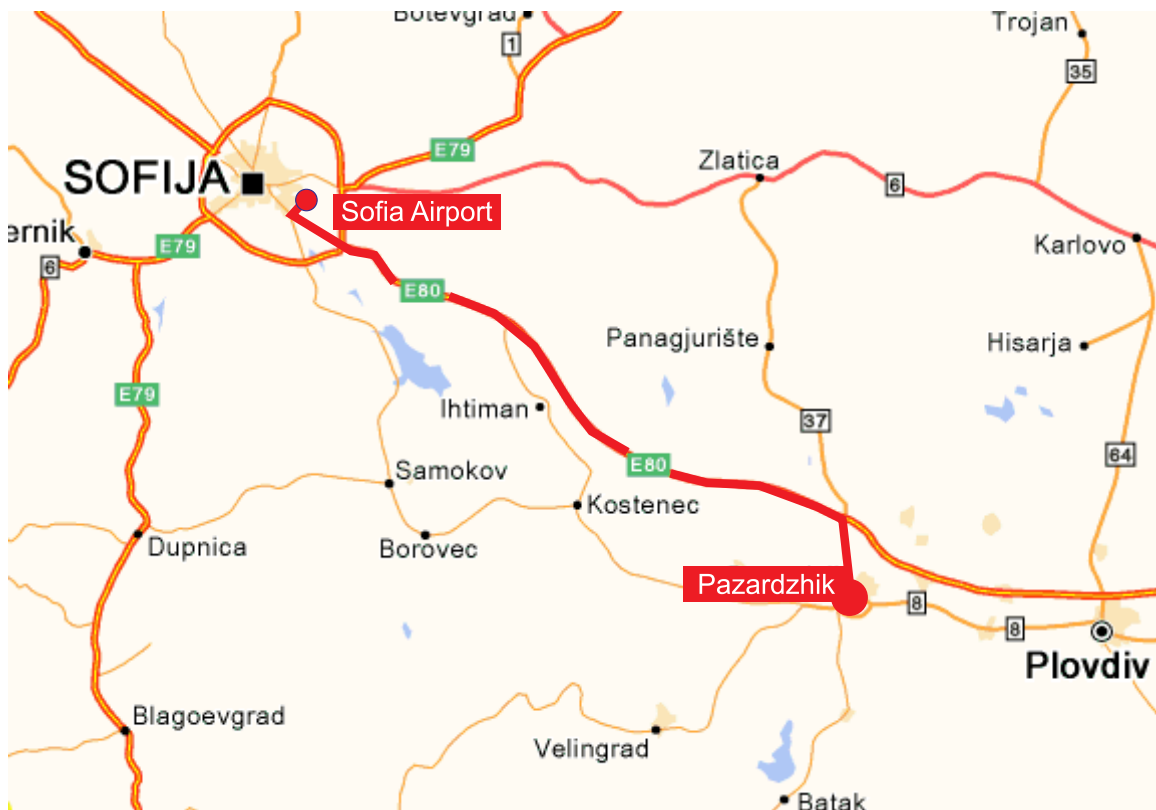 Botevgrad
Trojan
1
35
E79
Zlatica
SOFIJA
6
Sofia Airport
ernik
E79
Karlovo
6
E80
Panagjurište
Hisarja
E79
Ihtiman
37
64
E80
Samokov
Kostenec
Dupnica
Borovec
Pazardzhik
8
8
Plovdiv
Blagoevgrad
Velingrad
Batak